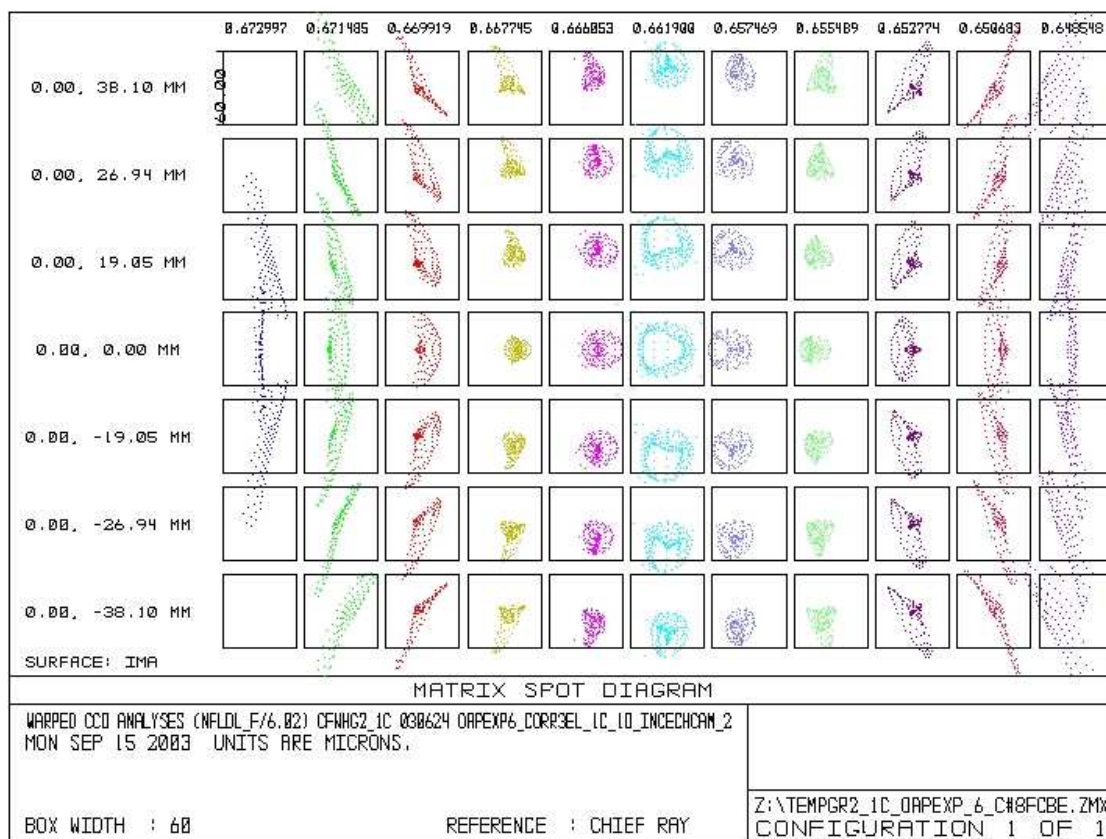 0.672997 0.671485 0.669919 0.667745 0.666053 0.661900 0.657469 0.655489 0.652774 0.650683 0.648548
60.00
0.00, 38.10 MM
0.00, 26.94 MM
0.00, 19.05 MM
0.00, 0.00 MM
0.00, -19.05 MM
0.00, -26.94 MM
0.00, -38.10 MM
SURFACE: IMA
MATRIX SPOT DIAGRAM
WARPED CCD ANALYSES (NFLDL_F/6.02) CFWHG2_1C 030624 OAPEXP6_CORR3EL_1C_1O_INCECHCAM_2
MON SEP 15 2003 UNITS ARE MICRONS.
BOX WIDTH : 60 REFERENCE : CHIEF RAY
Z:\TEMPGR2_1C_OAPEXP_6_C#8FCBE.ZMX
CONFIGURATION 1 OF 1